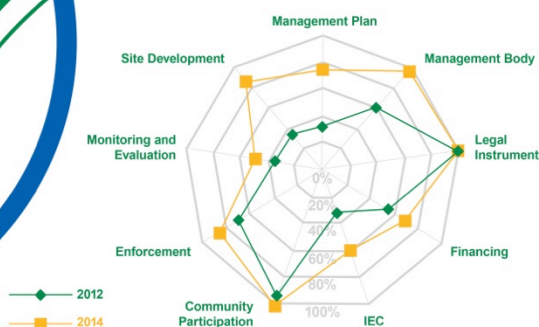 Management Plan
Site Development
Management Body
Monitoring and
Evaluation
Legal
Instrument
0%
20%
40%
60%
80%
100%
Enforcement
Financing
Community
Participation
IEC
2012
2014